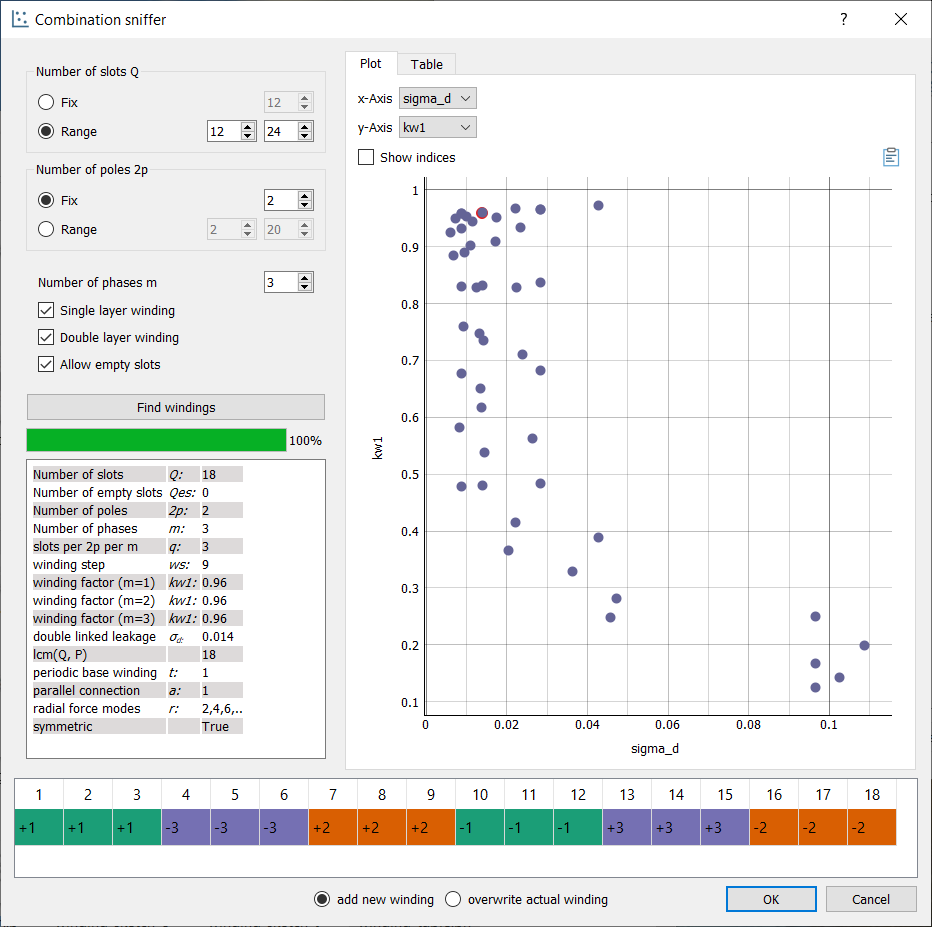 Combination sniffer ?
Number of slots Q
Fix 12
Range 12 24
Number of poles 2p
Fix 2
Range 2 20
Number of phases m 3
Single layer winding
Double layer winding
Allow empty slots
Find windings
100%
Number of slots Q: 18
Number of empty slots Qes: 0
Number of poles 2p: 2
Number of phases m: 3
slots per 2p per m q: 3
winding step ws: 9
winding factor (m=1) kw1: 0.96
winding factor (m=2) kw1: 0.96
winding factor (m=3) kw1: 0.96
double linked leakage σd: 0.014
lcm(Q, P) 18
periodic base winding t: 1
parallel connection a: 1
radial force modes r: 2,4,6,..
symmetric True
Plot Table
x-Axis sigma_d
y-Axis kw1
Show indices
1
0.9
0.8
0.7
0.6
0.5
0.4
0.3
0.2
0.1
kw1
0 0.02 0.04 0.06 0.08 0.1
sigma_d
1 2 3 4 5 6 7 8 9 10 11 12 13 14 15 16 17 18
+1 +1 +1 -3 -3 -3 +2 +2 +2 -1 -1 -1 +3 +3 +3 -2 -2 -2
add new winding overwrite actual winding OK Cancel